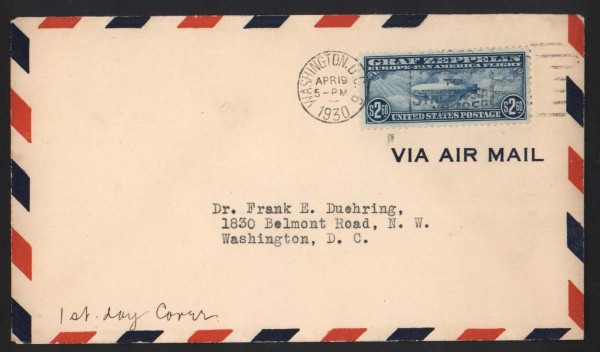 WASHINGTON, D.C.
APR 19
5-PM
1930
GRAF ZEPPELIN
EUROPE-PAN AMERICA FLIGHT
$2.60 $2.60
UNITED STATES POSTAGE
VIA AIR MAIL
Dr. Frank E. Duehring,
1830 Belmont Road, N. W.
Washington, D. C.
1st day Cover